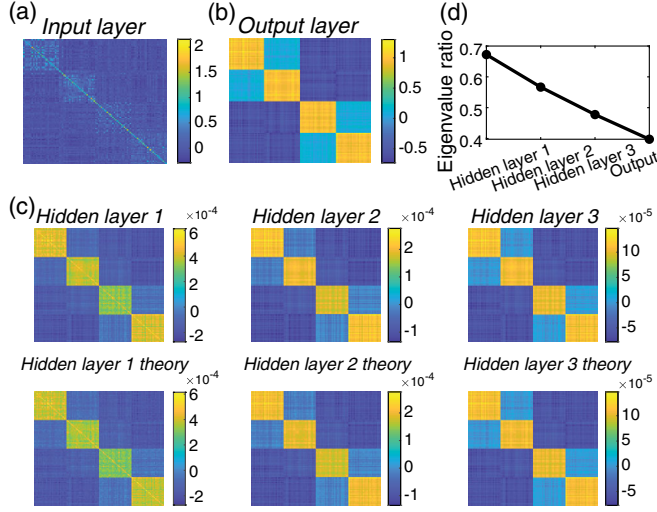 (a)
Input layer
2
1.5
1
0.5
0
(b)
Output layer
1
0.5
0
-0.5
(d)
Eigenvalue ratio
0.7
0.6
0.5
0.4
Hidden layer 1
Hidden layer 2
Hidden layer 3
Output
(c)
Hidden layer 1
×10⁻⁴
6
4
2
0
-2
Hidden layer 2
×10⁻⁴
2
1
0
-1
Hidden layer 3
×10⁻⁵
10
5
0
-5
Hidden layer 1 theory
×10⁻⁴
6
4
2
0
-2
Hidden layer 2 theory
×10⁻⁴
2
1
0
-1
Hidden layer 3 theory
×10⁻⁵
10
5
0
-5